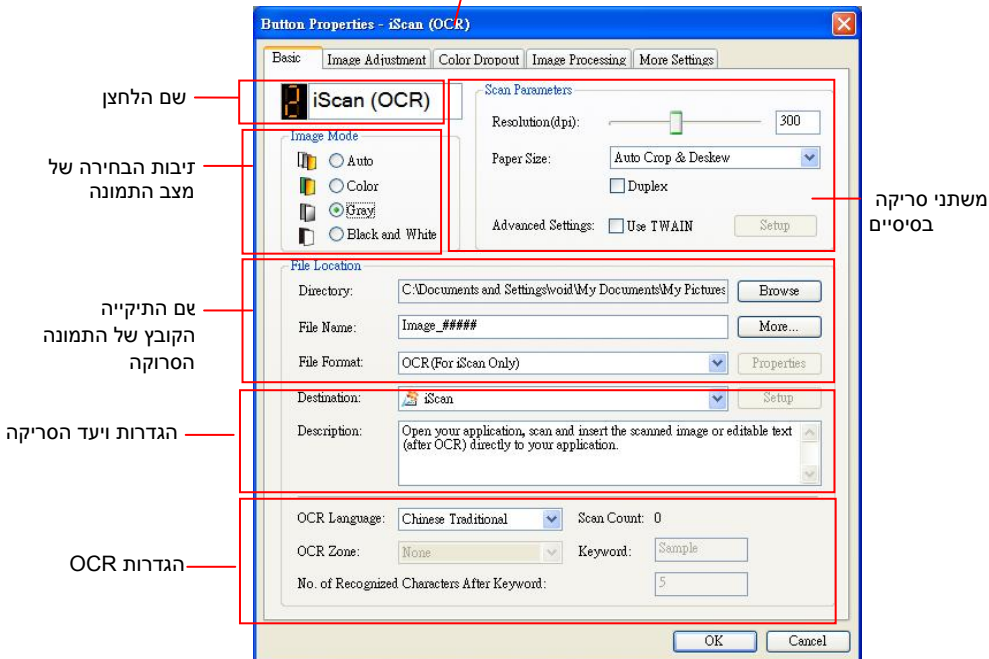 Button Properties - iScan (OCR)
Basic Image Adjustment Color Dropout Image Processing More Settings
שם הלחצן
2 iScan (OCR)
Image Mode
Auto
Color
Gray
Black and White
תיבות הבחירה של
מצב התמונה
Scan Parameters
Resolution(dpi): 300
Paper Size: Auto Crop & Deskew
Duplex
Advanced Settings: Use TWAIN Setup
משתני סריקה
בסיסיים
File Location
Directory: C:\Documents and Settings\void\My Documents\My Pictures Browse
File Name: Image_##### More...
File Format: OCR(For iScan Only) Properties
שם התיקייה
הקובץ של התמונה
הסרוקה
Destination: iScan Setup
Description: Open your application, scan and insert the scanned image or editable text
(after OCR) directly to your application.
הגדרות ויעד הסריקה
OCR Language: Chinese Traditional Scan Count: 0
OCR Zone: None Keyword: Sample
No. of Recognized Characters After Keyword: 5
הגדרות OCR
OK Cancel